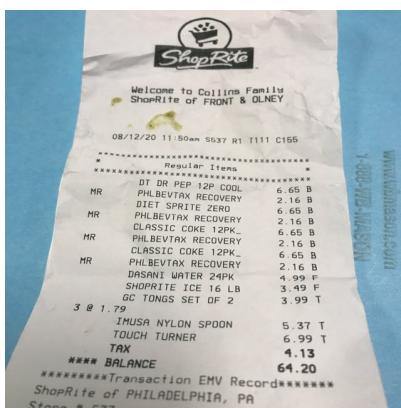 ShopRite
Welcome to Collins Family
ShopRite of FRONT & OLNEY
08/12/20 11:50am S537 R1 T111 C155
* Regular Items *
DT DR PEP 12P COOL 6.65 B
MR PHLBEVTAX RECOVERY 2.16 B
DIET SPRITE ZERO 6.65 B
MR PHLBEVTAX RECOVERY 2.16 B
CLASSIC COKE 12PK_ 6.65 B
MR PHLBEVTAX RECOVERY 2.16 B
CLASSIC COKE 12PK_ 6.65 B
MR PHLBEVTAX RECOVERY 2.16 B
DASANI WATER 24PK 4.99 F
SHOPRITE ICE 16 LB 3.49 F
GC TONGS SET OF 2 3.99 T
3 @ 1.79
IMUSA NYLON SPOON 5.37 T
TOUCH TURNER 6.99 T
TAX 4.13
**** BALANCE 64.20
*********Transaction EMV Record*******
ShopRite of PHILADELPHIA, PA